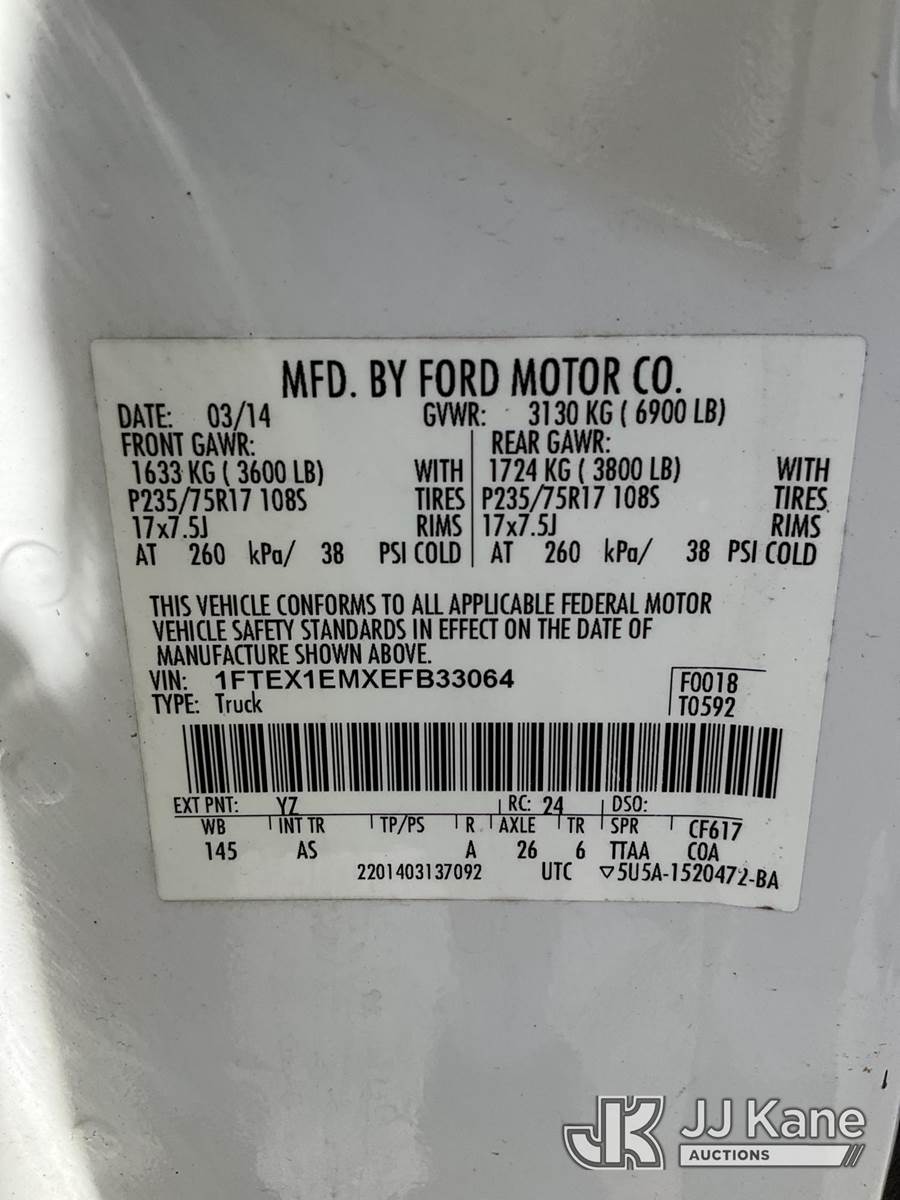 MFD. BY FORD MOTOR CO.
DATE: 03/14 GVWR: 3130 KG ( 6900 LB)
FRONT GAWR: REAR GAWR:
1633 KG ( 3600 LB) WITH 1724 KG ( 3800 LB) WITH
P235/75R17 108S TIRES P235/75R17 108S TIRES
17x7.5J RIMS 17x7.5J RIMS
AT 260 kPa/ 38 PSI COLD AT 260 kPa/ 38 PSI COLD
THIS VEHICLE CONFORMS TO ALL APPLICABLE FEDERAL MOTOR
VEHICLE SAFETY STANDARDS IN EFFECT ON THE DATE OF
MANUFACTURE SHOWN ABOVE.
VIN: 1FTEX1EMXEFB33064 F0018
TYPE: Truck T0592
EXT PNT: YZ RC: 24 DSO:
WB INT TR TP/PS R AXLE TR SPR CF617
145 AS A 26 6 TTAA COA
2201403137092 UTC ▽5U5A-1520472-BA
JK JJ Kane
AUCTIONS